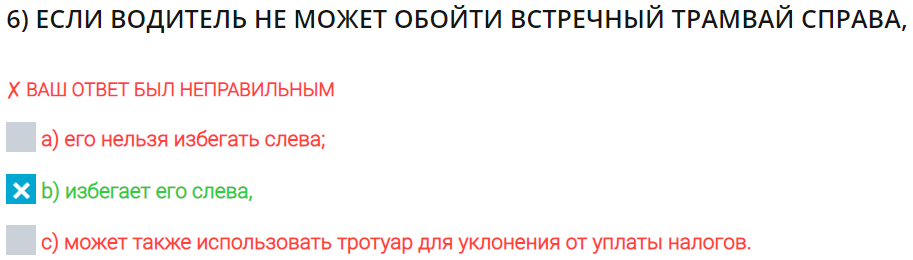 6) ЕСЛИ ВОДИТЕЛЬ НЕ МОЖЕТ ОБОЙТИ ВСТРЕЧНЫЙ ТРАМВАЙ СПРАВА,
✗ ВАШ ОТВЕТ БЫЛ НЕПРАВИЛЬНЫМ
a) его нельзя избегать слева;
b) избегает его слева,
c) может также использовать тротуар для уклонения от уплаты налогов.